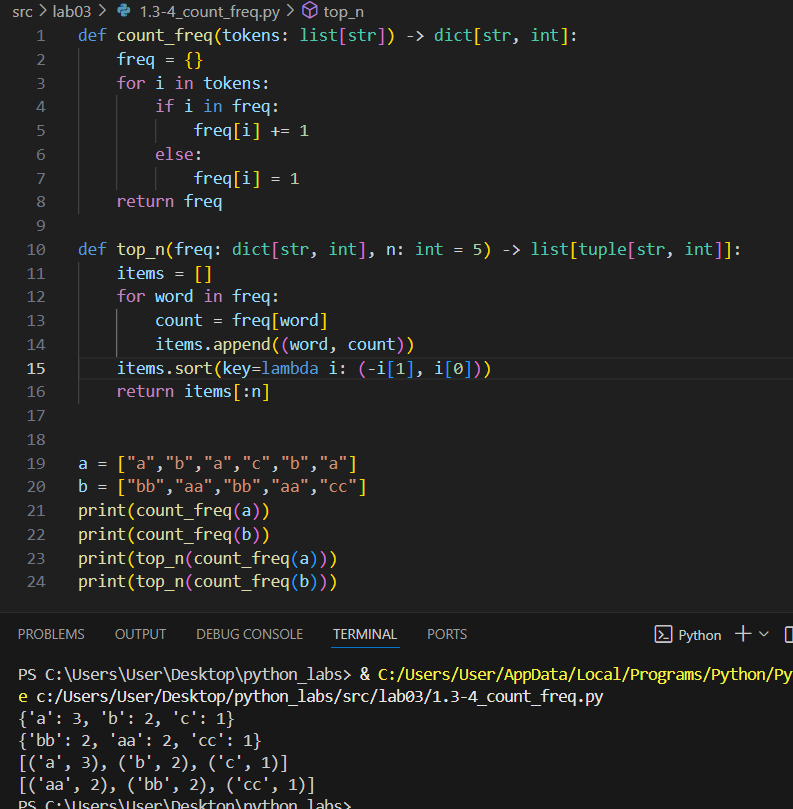 src > lab03 > 1.3-4_count_freq.py > top_n
1 def count_freq(tokens: list[str]) -> dict[str, int]:
2     freq = {}
3     for i in tokens:
4         if i in freq:
5             freq[i] += 1
6         else:
7             freq[i] = 1
8     return freq
9
10 def top_n(freq: dict[str, int], n: int = 5) -> list[tuple[str, int]]:
11     items = []
12     for word in freq:
13         count = freq[word]
14         items.append((word, count))
15     items.sort(key=lambda i: (-i[1], i[0]))
16     return items[:n]
17
18
19 a = ["a","b","a","c","b","a"]
20 b = ["bb","aa","bb","aa","cc"]
21 print(count_freq(a))
22 print(count_freq(b))
23 print(top_n(count_freq(a)))
24 print(top_n(count_freq(b)))
PROBLEMS OUTPUT DEBUG CONSOLE TERMINAL PORTS Python
PS C:\Users\User\Desktop\python_labs> & C:/Users/User/AppData/Local/Programs/Python/Py
e c:/Users/User/Desktop/python_labs/src/lab03/1.3-4_count_freq.py
{'a': 3, 'b': 2, 'c': 1}
{'bb': 2, 'aa': 2, 'cc': 1}
[('a', 3), ('b', 2), ('c', 1)]
[('aa', 2), ('bb', 2), ('cc', 1)]
PS C:\Users\User\Desktop\python_labs>